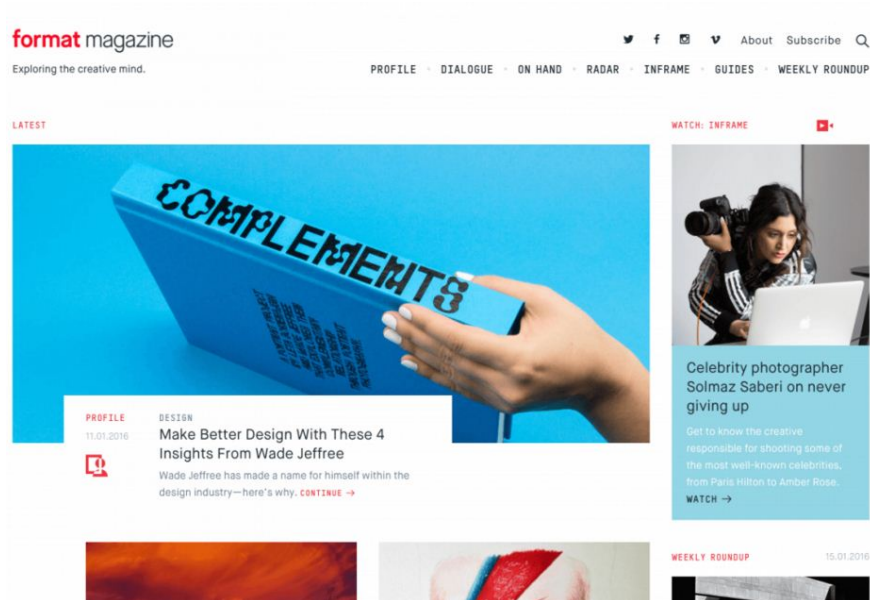 format magazine
About Subscribe
Exploring the creative mind.
PROFILE DIALOGUE ON HAND RADAR INFRAME GUIDES WEEKLY ROUNDUP
LATEST
COMPLEMENTS
PROFILE
11.01.2016
DESIGN
Make Better Design With These 4
Insights From Wade Jeffree
Wade Jeffree has made a name for himself within the
design industry—here's why. CONTINUE →
WATCH: INFRAME
Celebrity photographer
Solmaz Saberi on never
giving up
Get to know the creative
responsible for shooting some of
the most well-known celebrities,
from Paris Hilton to Amber Rose.
WATCH →
WEEKLY ROUNDUP 15.01.2016